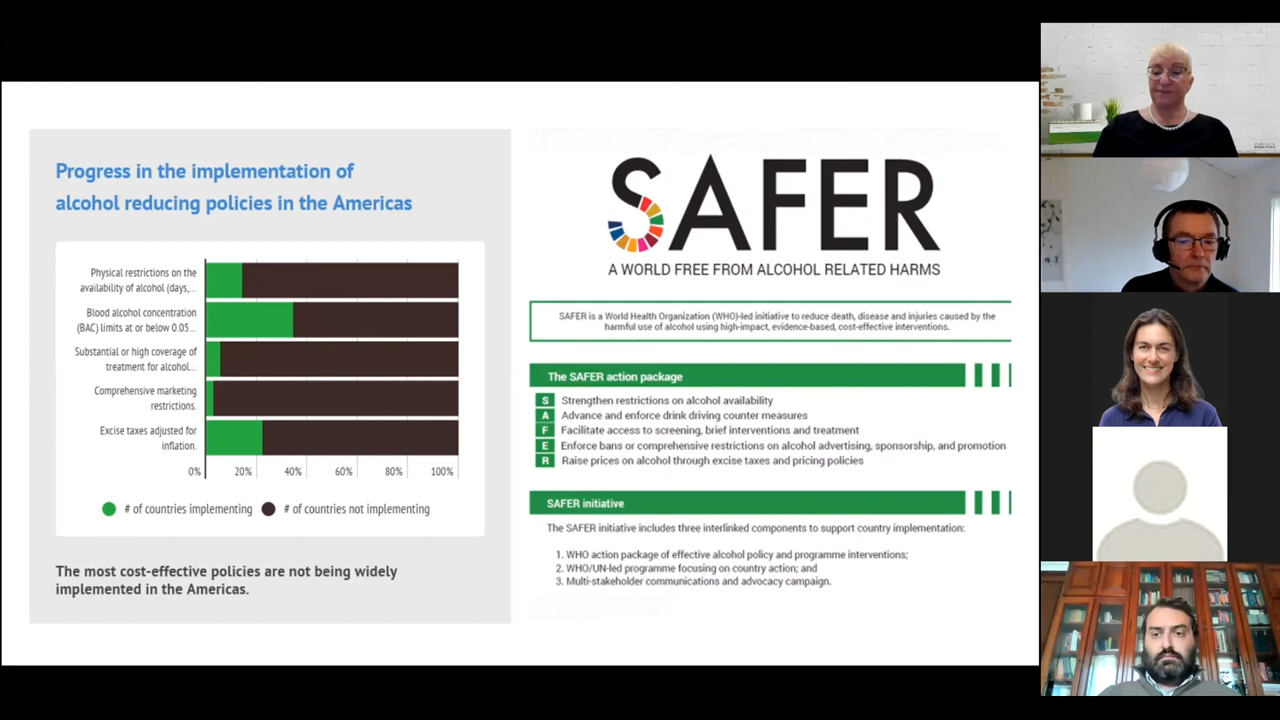 Progress in the implementation of
alcohol reducing policies in the Americas
Physical restrictions on the
availability of alcohol (days,...
Blood alcohol concentration
(BAC) limits at or below 0.05...
Substantial or high coverage of
treatment for alcohol...
Comprehensive marketing
restrictions.
Excise taxes adjusted for
inflation.
0% 20% 40% 60% 80% 100%
# of countries implementing # of countries not implementing
The most cost-effective policies are not being widely
implemented in the Americas.
SAFER
A WORLD FREE FROM ALCOHOL RELATED HARMS
SAFER is a World Health Organization (WHO)-led initiative to reduce death, disease and injuries caused by the
harmful use of alcohol using high-impact, evidence-based, cost-effective interventions.
The SAFER action package
S Strengthen restrictions on alcohol availability
A Advance and enforce drink driving counter measures
F Facilitate access to screening, brief interventions and treatment
E Enforce bans or comprehensive restrictions on alcohol advertising, sponsorship, and promotion
R Raise prices on alcohol through excise taxes and pricing policies
SAFER initiative
The SAFER initiative includes three interlinked components to support country implementation:
1. WHO action package of effective alcohol policy and programme interventions;
2. WHO/UN-led programme focusing on country action; and
3. Multi-stakeholder communications and advocacy campaign.